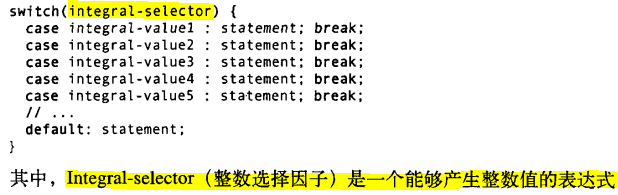 switch(integral-selector) {
  case integral-value1 : statement; break;
  case integral-value2 : statement; break;
  case integral-value3 : statement; break;
  case integral-value4 : statement; break;
  case integral-value5 : statement; break;
  // ...
  default: statement;
}
其中，Integral-selector（整数选择因子）是一个能够产生整数值的表达式